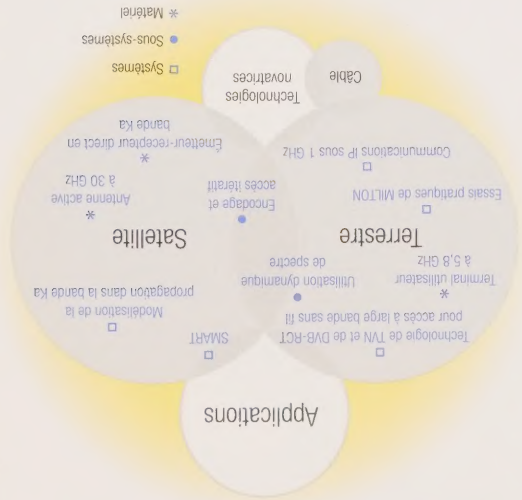 Applications
Technologie de TVN et de DVB-RCT
pour accès à large bande sans fil
SMART
Terminal utilisateur
à 5,8 GHz
Utilisation dynamique
de spectre
Modélisation de la
propagation dans la bande Ka
Terrestre
Satellite
Essais pratiques de MILTON
Encodage et
accès itératif
Antenne active
à 30 GHz
Communications IP sous 1 GHz
Émetteur-récepteur direct en
bande Ka
Câble
Technologies
novatrices
Systèmes
Sous-systèmes
Matériel